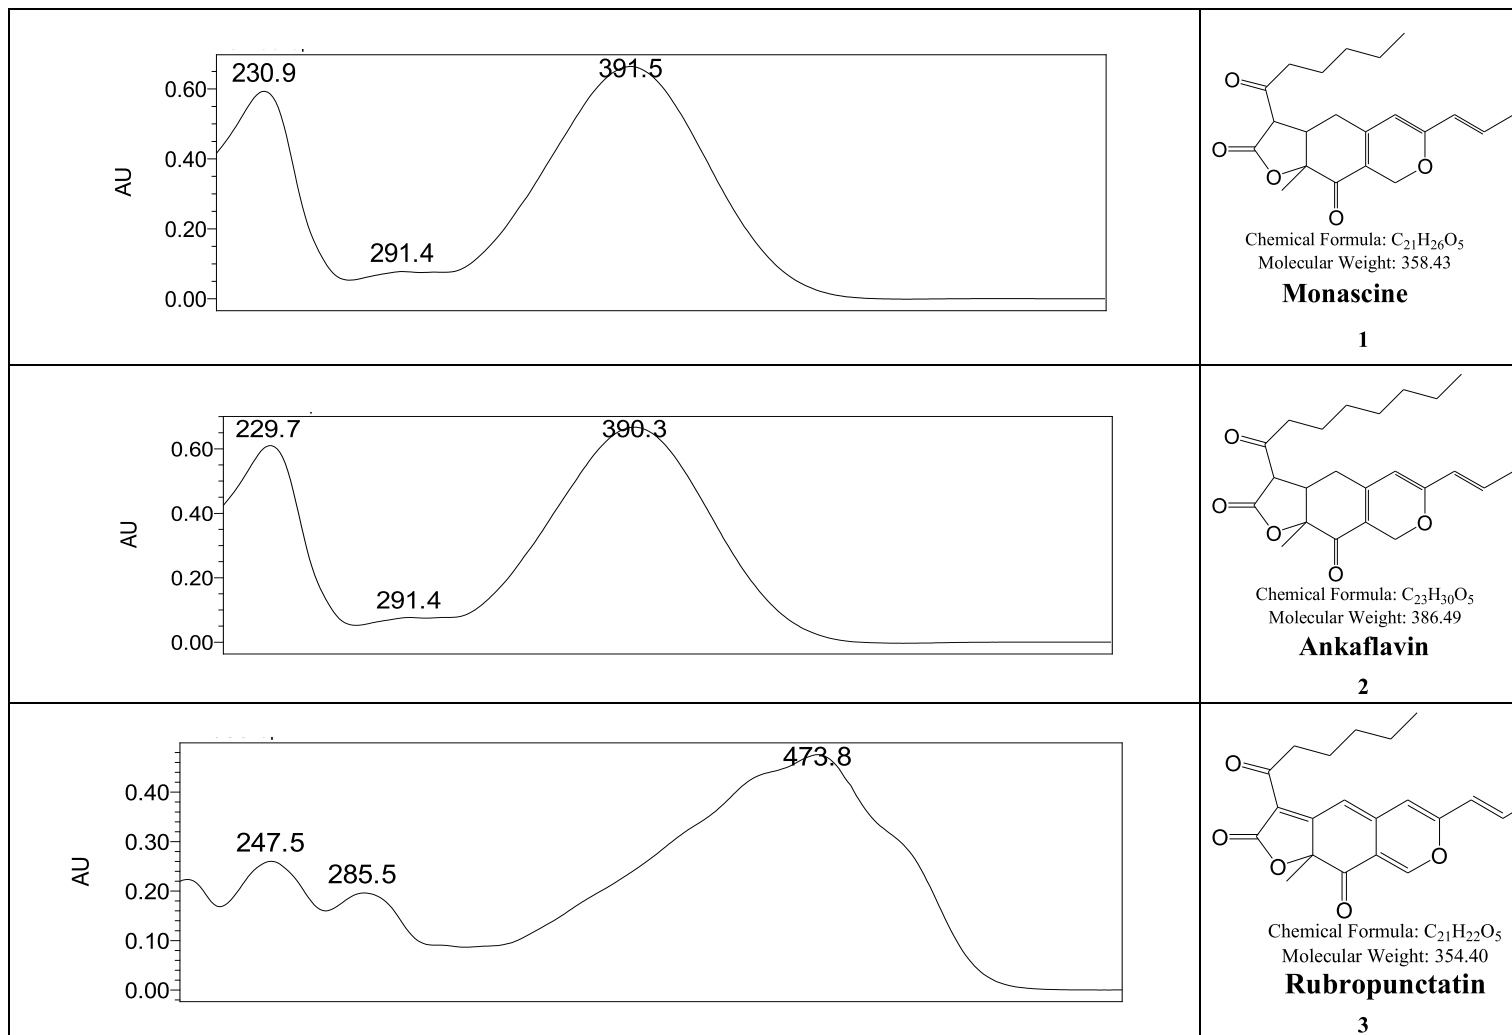 230.9
391.5
0.60
0.40
AU
291.4
0.20
0.00
O
O
O
O
O
Chemical Formula: C₂₁H₂₆O₅
Molecular Weight: 358.43
Monascine
1
229.7
390.3
0.60
0.40
AU
291.4
0.20
0.00
O
O
O
O
O
Chemical Formula: C₂₃H₃₀O₅
Molecular Weight: 386.49
Ankaflavin
2
473.8
0.40
247.5
0.30
285.5
AU
0.20
0.10
0.00
O
O
O
O
O
Chemical Formula: C₂₁H₂₂O₅
Molecular Weight: 354.40
Rubropunctatin
3